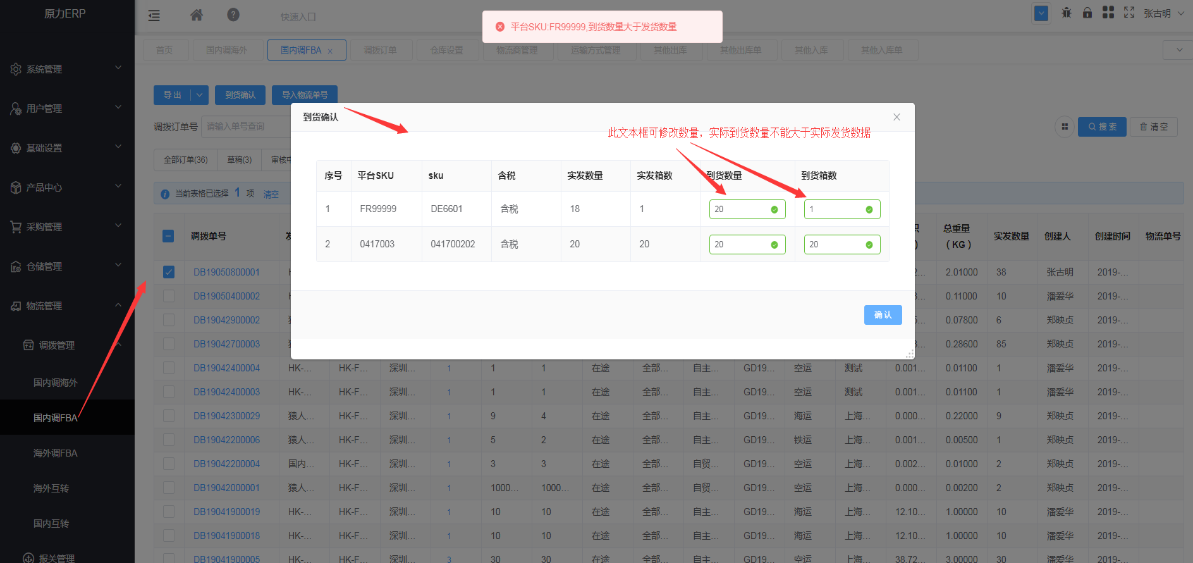 原力ERP
快速入口
张古明
平台SKU:FR99999,到货数量大于发货数量
首页
国内调海外
国内调FBA
调拨订单
仓库设置
物流商管理
运输方式管理
其他出库
其他出库单
其他入库
其他入库单
系统管理
用户管理
基础设置
产品中心
采购管理
仓储管理
物流管理
调拨管理
国内调海外
国内调FBA
海外调FBA
海外互转
国内互转
报关管理
导出
到货确认
导入物流单号
调拨订单号
请输入单号查询
搜索
清空
全部订单(36)
草稿(3)
当前表格已选择 1 项 清空
到货确认
此文本框可修改数量，实际到货数量不能大于实际发货数据
序号 平台SKU sku 含税 实发数量 实发箱数 到货数量 到货箱数
1 FR99999 DE6601 含税 18 1 20 1
2 0417003 041700202 含税 20 20 20 20
确认
调拨单号 总重量（KG） 实发数量 创建人 创建时间 物流单号
DB19050800001 2.01000 38 张古明 2019-...
DB19050400002 0.11000 10 潘爱华 2019-...
DB19042900002 0.07800 6 郑映贞 2019-...
DB19042700003 0.28600 85 郑映贞 2019-...
DB19042400004 HK-... HK-F... 深圳... 1 1 1 在途 全部... 自主... GD19... 空运 测试 0.001... 0.01100 1 潘爱华 2019-...
DB19042400003 HK-... HK-F... 深圳... 1 1 1 在途 全部... 自主... GD19... 空运 测试 0.001... 0.01100 1 潘爱华 2019-...
DB19042300029 猿人... HK-F... 深圳... 1 9 4 在途 全部... 自主... GD19... 海运 上海... 0.000... 0.22000 9 郑映贞 2019-...
DB19042200006 猿人... HK-F... 深圳... 1 5 2 在途 全部... 自主... GD19... 铁运 上海... 0.001... 0.00500 1 郑映贞 2019-...
DB19042200004 国内... HK-F... 深圳... 1 3 3 在途 全部... 自贸... GD19... 空运 上海... 0.002... 0.01000 2 郑映贞 2019-...
DB19042000001 猿人... HK-F... 深圳... 1 1000... 1000... 在途 全部... 自贸... GD19... 空运 上海... 0.000... 0.00200 2 郑映贞 2019-...
DB19041900019 HK-... HK-F... 深圳... 1 10 10 在途 全部... 自主... GD19... 海运 上海... 12.10... 1.00000 10 潘爱华 2019-...
DB19041900018 HK-... HK-F... 深圳... 1 10 10 在途 全部... 自主... GD19... 空运 上海... 12.10... 1.00000 10 潘爱华 2019-...
DB19041900005 HK-... HK-F... 深圳... 3 30 30 在途 全部... 自主... GD19... 空运 上海... 38.72... 3.00000 30 潘爱华 2019-...